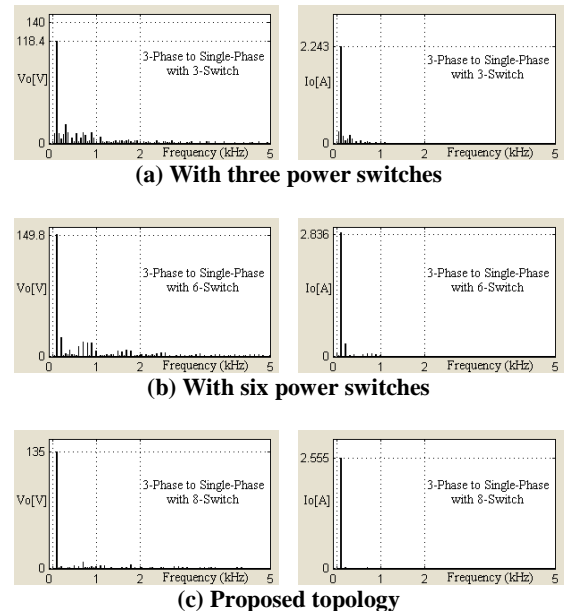 140
118.4
Vo[V]
3-Phase to Single-Phase
with 3-Switch
0
0 1 2 Frequency (kHz) 5
2.243
Io[A]
3-Phase to Single-Phase
with 3-Switch
0
0 1 2 Frequency (kHz) 5
(a) With three power switches
149.8
Vo[V]
3-Phase to Single-Phase
with 6-Switch
0
0 1 2 Frequency (kHz) 5
2.836
Io[A]
3-Phase to Single-Phase
with 6-Switch
0
0 1 2 Frequency (kHz) 5
(b) With six power switches
135
Vo[V]
3-Phase to Single-Phase
with 8-Switch
0
0 1 2 Frequency (kHz) 5
2.555
Io[A]
3-Phase to Single-Phase
with 8-Switch
0
0 1 2 Frequency (kHz) 5
(c) Proposed topology